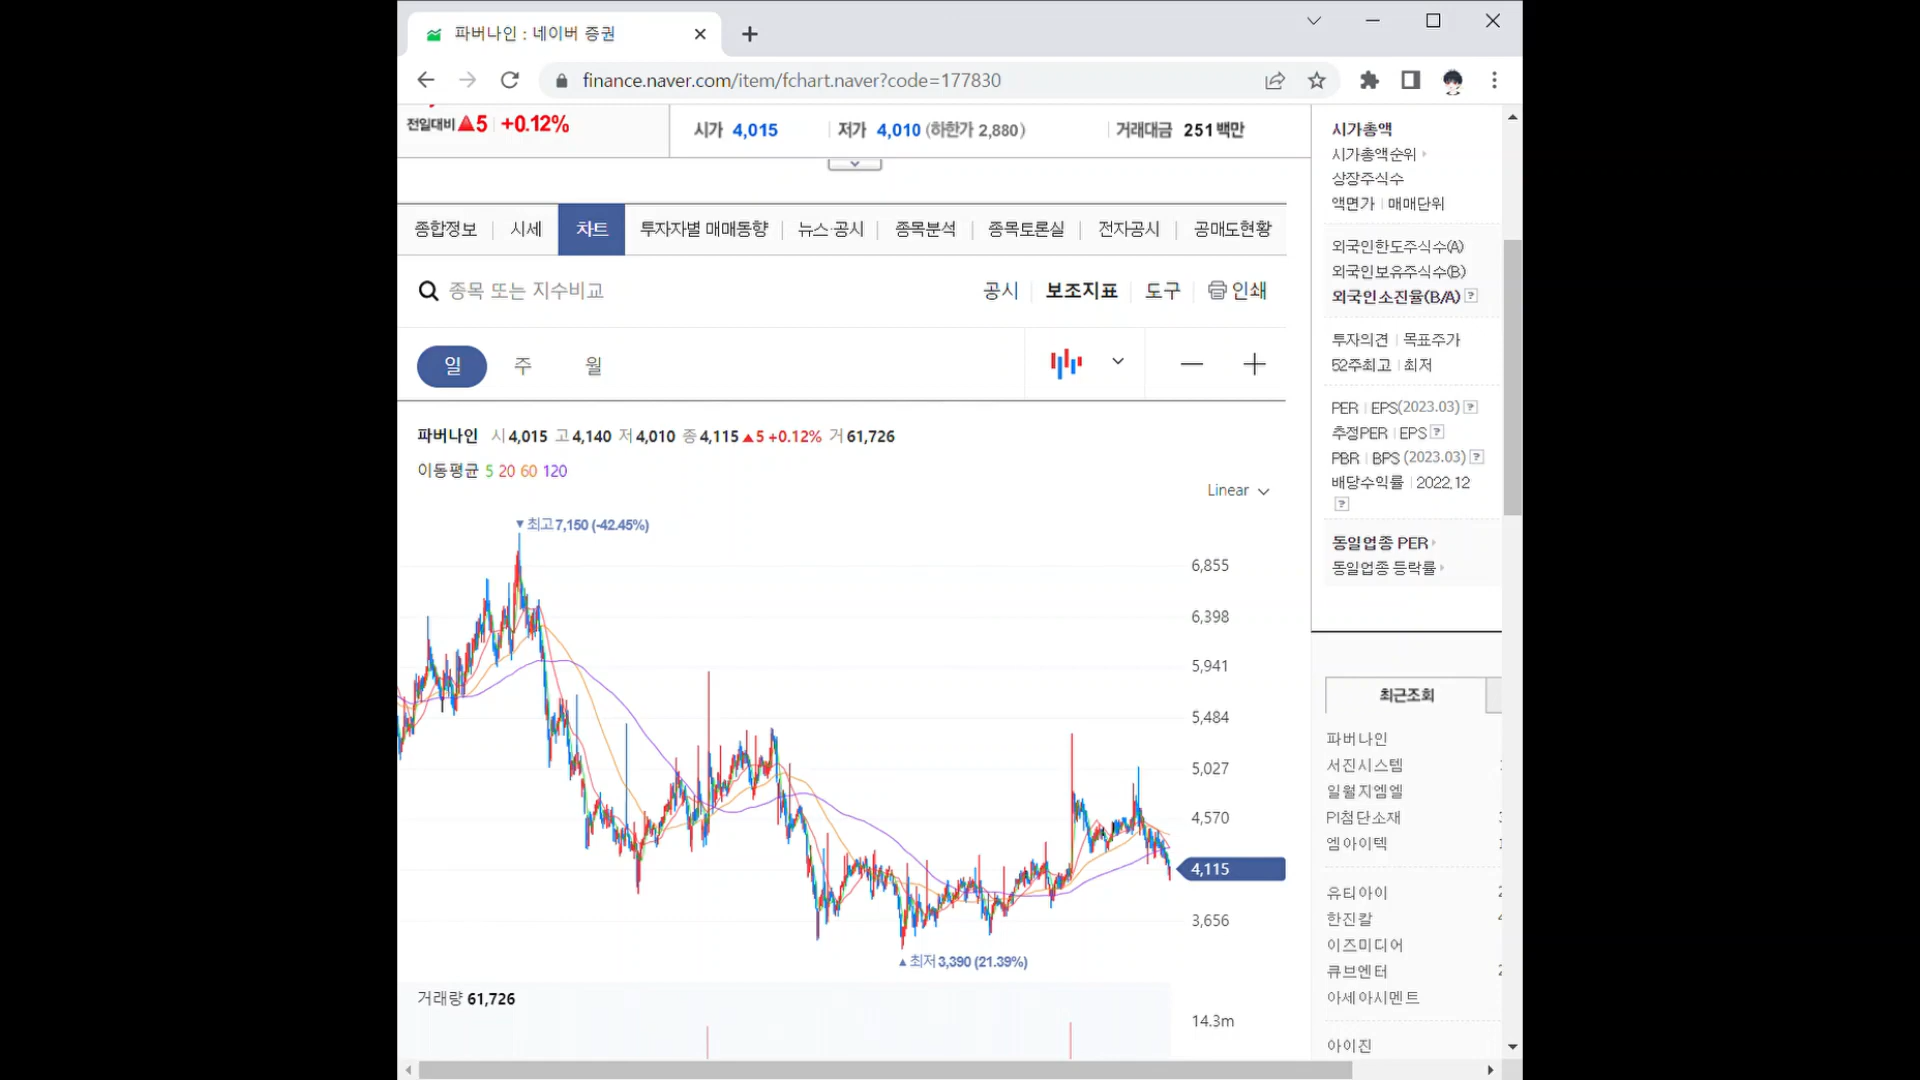 파버나인 : 네이버 증권
finance.naver.com/item/fchart.naver?code=177830
전일대비 ▲5 +0.12%
시가 4,015
저가 4,010 (하한가 2,880)
거래대금 251 백만
종합정보 시세 차트 투자자별 매매동향 뉴스·공시 종목분석 종목토론실 전자공시 공매도현황
종목 또는 지수비교
공시 보조지표 도구 인쇄
일 주 월
파버나인 시 4,015 고 4,140 저 4,010 종 4,115 ▲5 +0.12% 거 61,726
이동평균 5 20 60 120
Linear
▼최고 7,150 (-42.45%)
6,855
6,398
5,941
5,484
5,027
4,570
4,115
3,656
▲최저 3,390 (21.39%)
거래량 61,726
14.3m
시가총액
시가총액순위
상장주식수
액면가 | 매매단위
외국인한도주식수(A)
외국인보유주식수(B)
외국인소진율(B/A) ?
투자의견 | 목표주가
52주최고 | 최저
PER | EPS(2023.03) ?
추정PER | EPS ?
PBR | BPS (2023.03) ?
배당수익률 | 2022.12
?
동일업종 PER
동일업종 등락률
최근조회
파버나인
서진시스템
일월지엠엘
PI첨단소재
엠아이텍
유티아이
한진칼
이즈미디어
큐브엔터
아세아시멘트
아이진